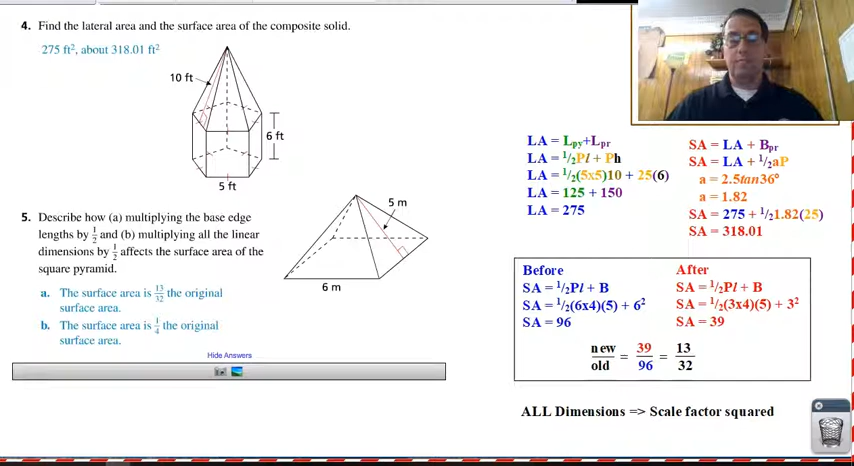 4. Find the lateral area and the surface area of the composite solid.
275 ft², about 318.01 ft²
10 ft
6 ft
5 ft
5. Describe how (a) multiplying the base edge
lengths by 1/2 and (b) multiplying all the linear
dimensions by 1/2 affects the surface area of the
square pyramid.
5 m
6 m
a. The surface area is 13/32 the original
surface area.
b. The surface area is 1/4 the original
surface area.
Hide Answers
LA = Lpy+Lpr
LA = 1/2Pl + Ph
LA = 1/2(5x5)10 + 25(6)
LA = 125 + 150
LA = 275
SA = LA + Bpr
SA = LA + 1/2aP
a = 2.5tan36°
a = 1.82
SA = 275 + 1/21.82(25)
SA = 318.01
Before
SA = 1/2Pl + B
SA = 1/2(6x4)(5) + 6²
SA = 96
After
SA = 1/2Pl + B
SA = 1/2(3x4)(5) + 3²
SA = 39
new/old = 39/96 = 13/32
ALL Dimensions => Scale factor squared